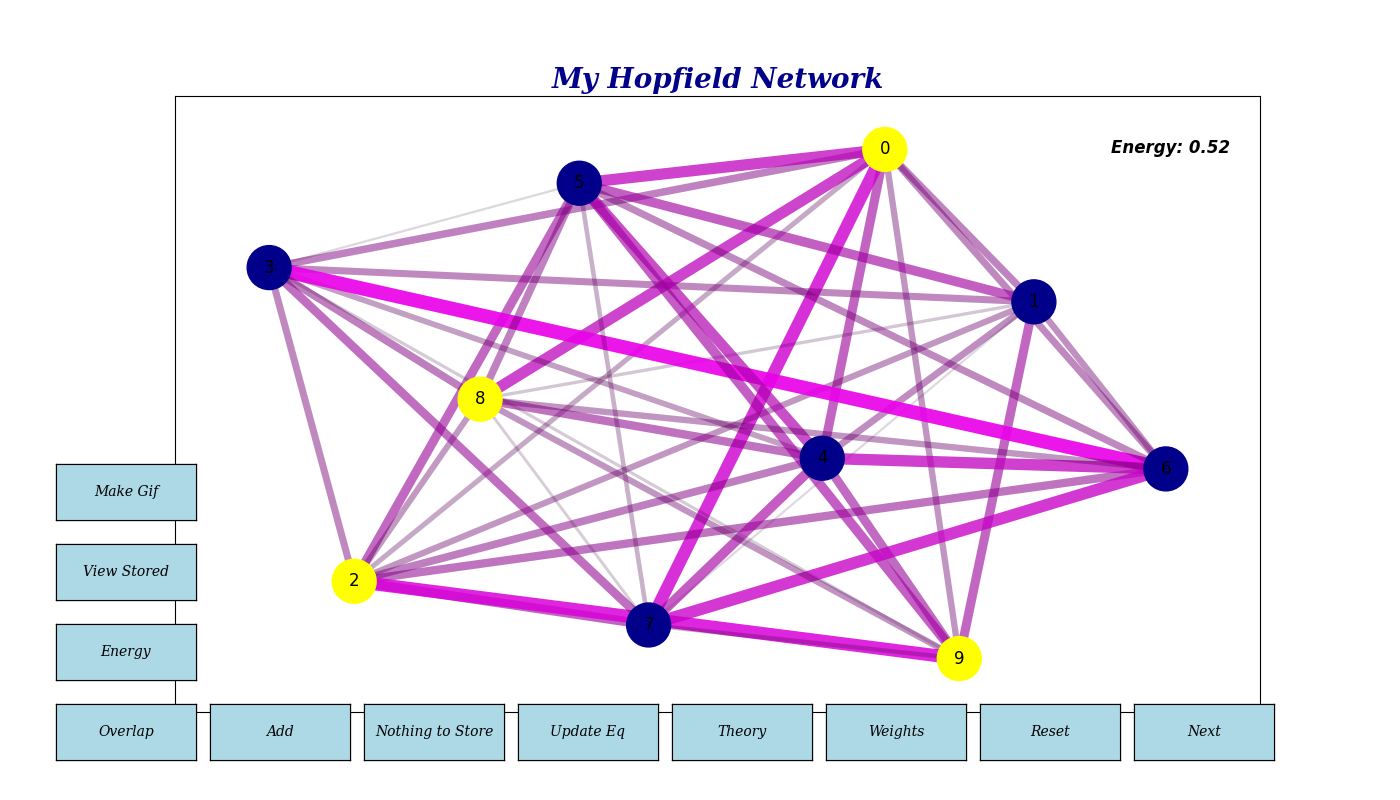 My Hopfield Network
Energy: 0.52
0
5
3
1
8
4
6
2
7
9
Make Gif
View Stored
Energy
Overlap
Add
Nothing to Store
Update Eq
Theory
Weights
Reset
Next